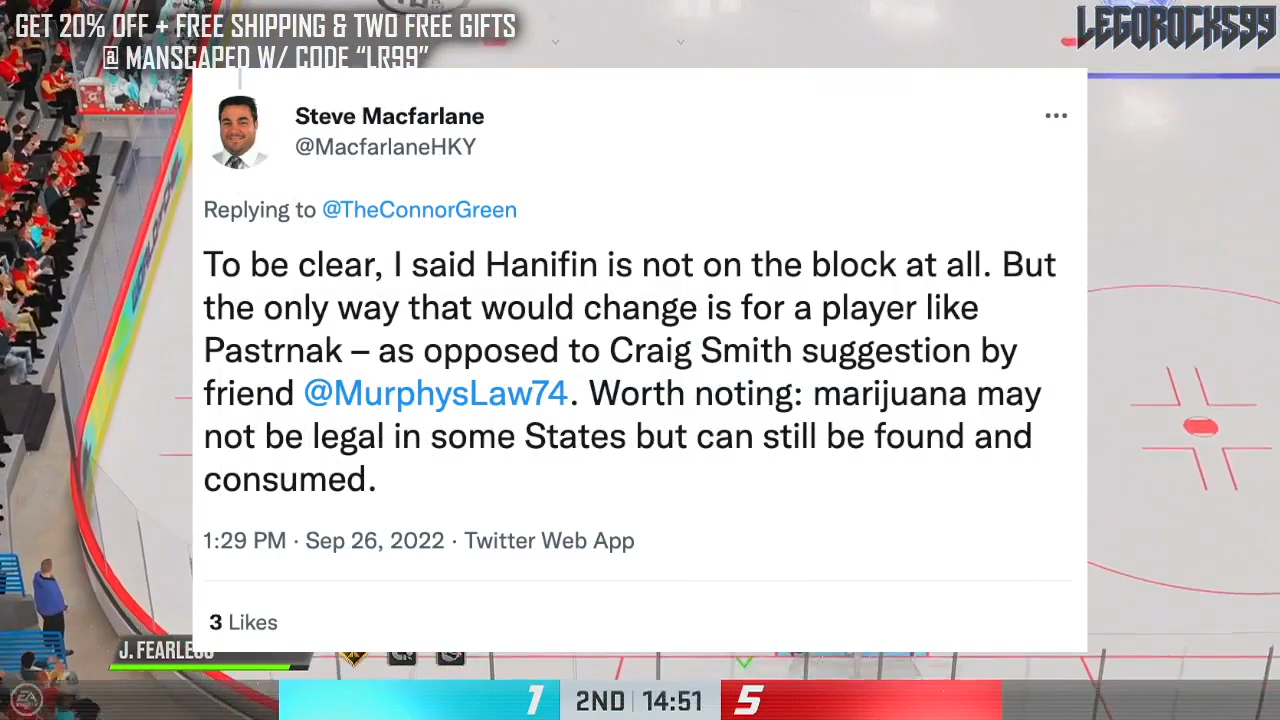 GET 20% OFF + FREE SHIPPING & TWO FREE GIFTS
@ MANSCAPED W/ CODE "LR99"
LEGOROCKS99
Steve Macfarlane
@MacfarlaneHKY
Replying to @TheConnorGreen
To be clear, I said Hanifin is not on the block at all. But
the only way that would change is for a player like
Pastrnak – as opposed to Craig Smith suggestion by
friend @MurphysLaw74. Worth noting: marijuana may
not be legal in some States but can still be found and
consumed.
1:29 PM · Sep 26, 2022 · Twitter Web App
3 Likes
J. FEARLESS
1 2ND 14:51 5
EA